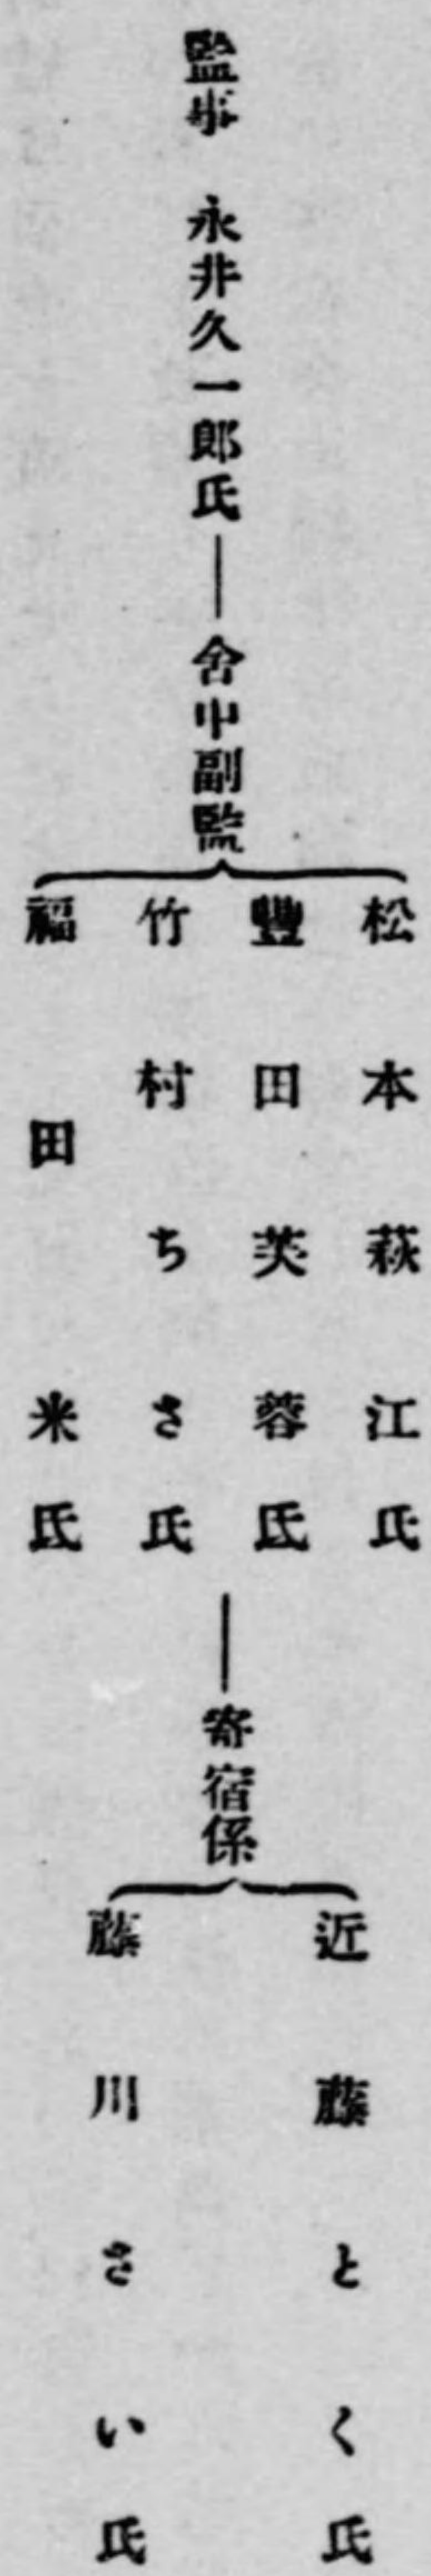 監事 永井久一郎氏―舎中副監
松本萩江氏
豊田芙蓉氏
竹村ちさ氏
福田米氏
―寄宿係
近藤とく氏
藤川さい氏